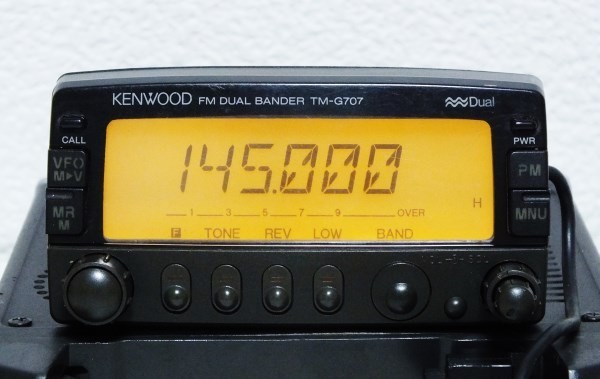 KENWOOD FM DUAL BANDER TM-G707 Dual
CALL PWR
VFO PM
M▶V
145.000
MR MNU
M
1 3 5 7 9 OVER
H
F TONE REV LOW BAND